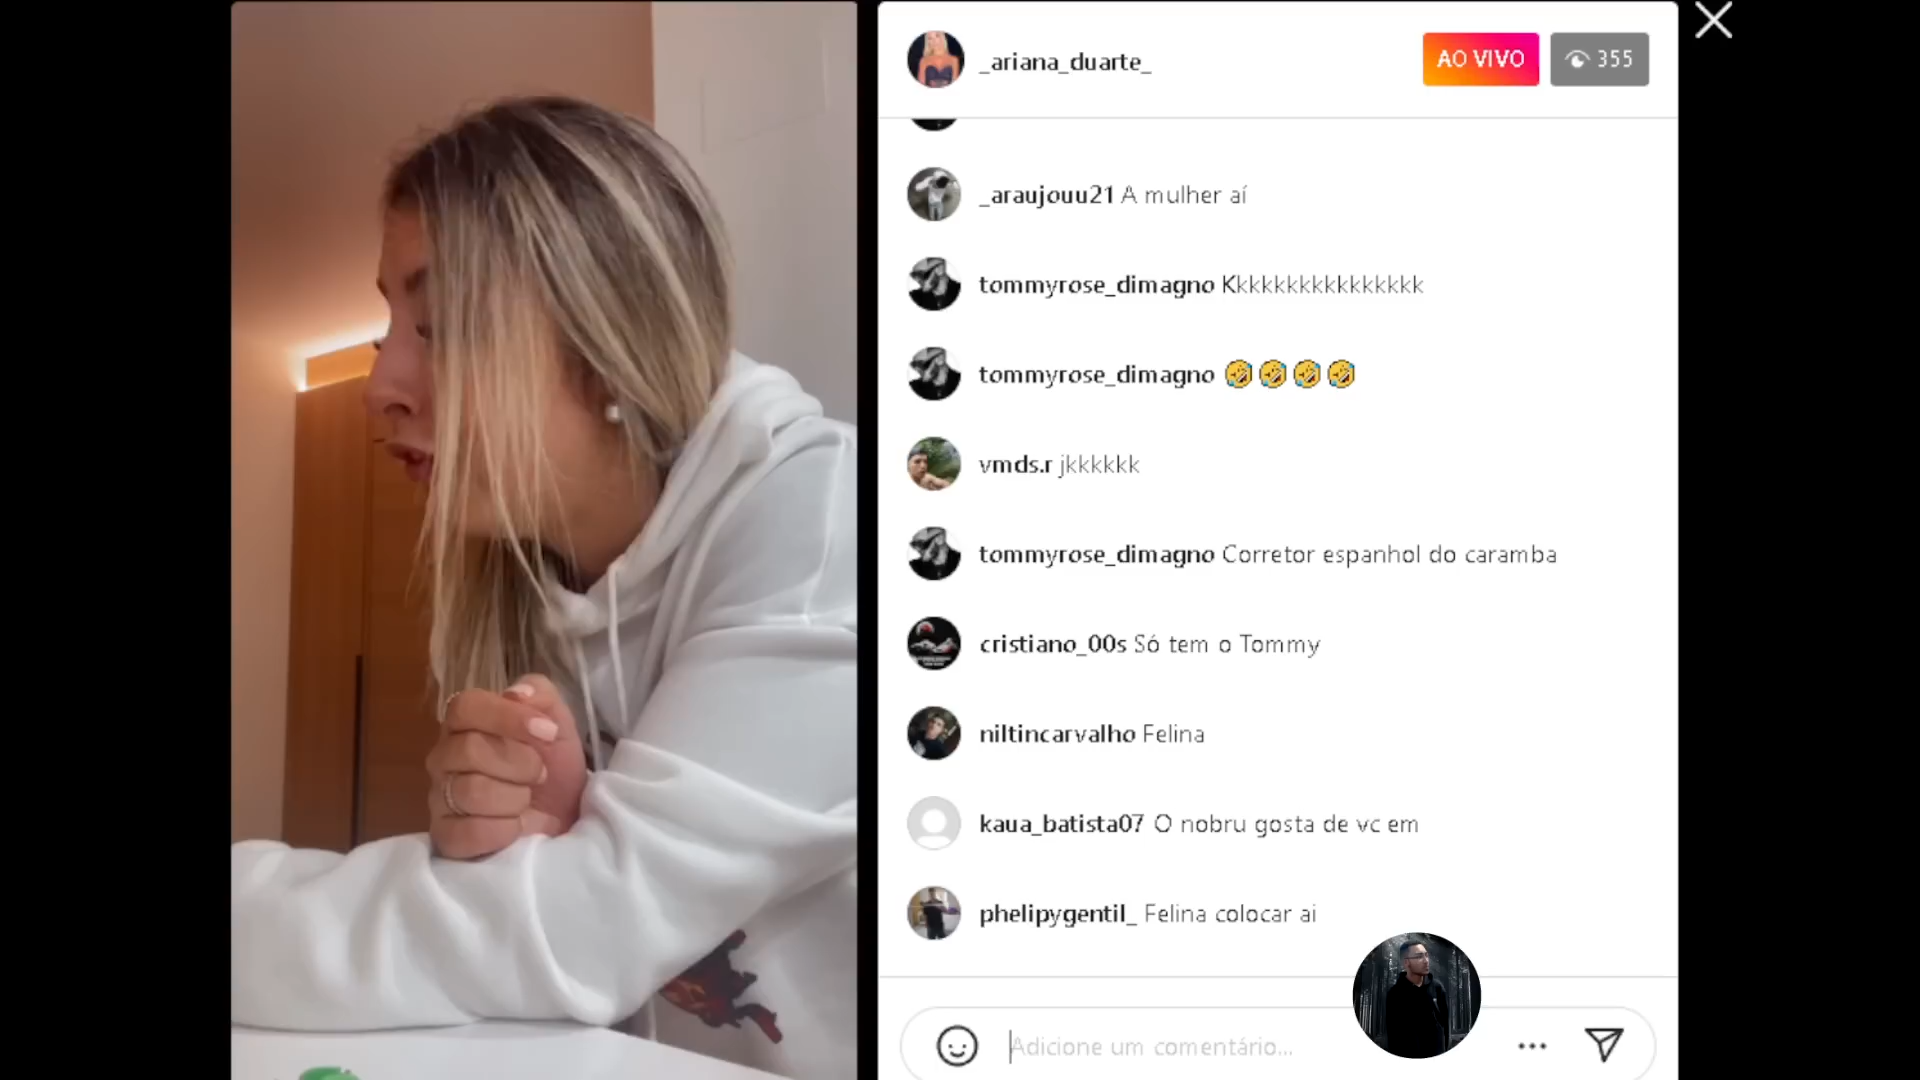 _ariana_duarte_
AO VIVO
355
_araujouu21 A mulher aí
tommyrose_dimagno Kkkkkkkkkkkkkkkk
tommyrose_dimagno 🤣🤣🤣🤣
vmds.r jkkkkkk
tommyrose_dimagno Corretor espanhol do caramba
cristiano_00s Só tem o Tommy
niltincarvalho Felina
kaua_batista07 O nobru gosta de vc em
phelipygentil_ Felina colocar ai
Adicione um comentário...